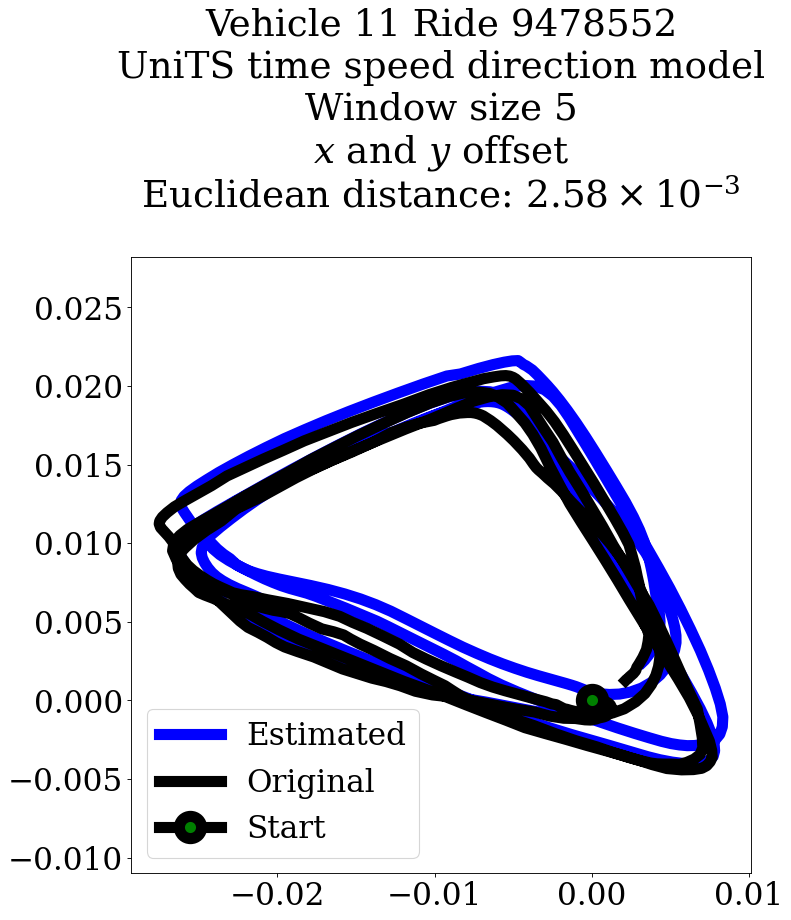 Vehicle 11 Ride 9478552
UniTS time speed direction model
Window size 5
x and y offset
Euclidean distance: 2.58 × 10⁻³
0.025
0.020
0.015
0.010
0.005
0.000
−0.005
−0.010
Estimated
Original
Start
−0.02 −0.01 0.00 0.01